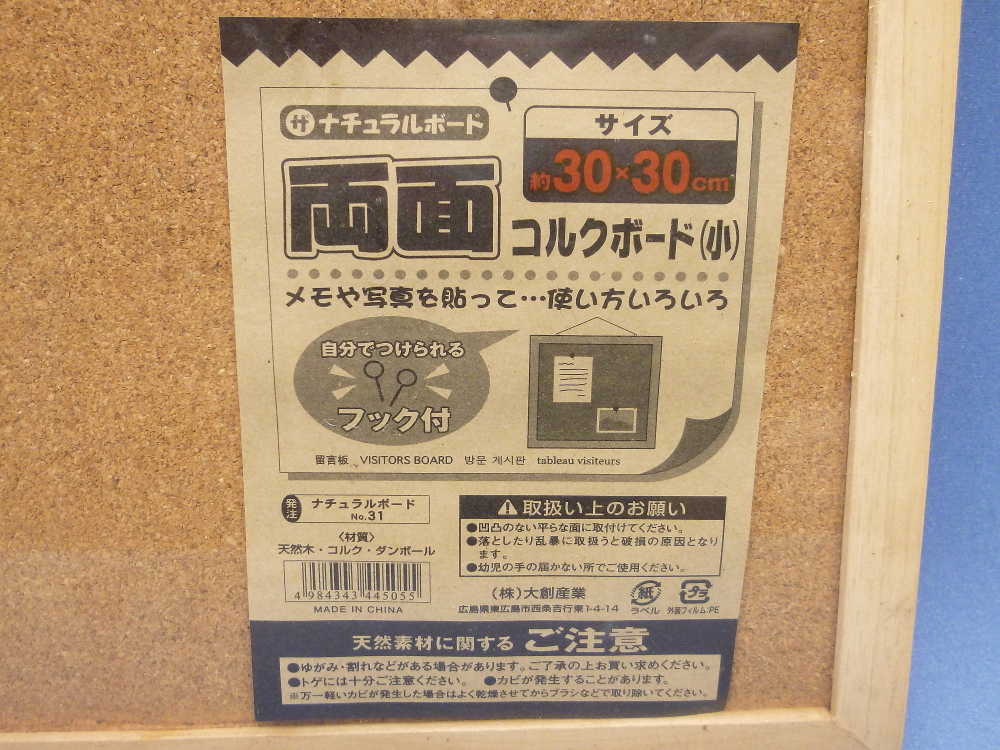 ザ ナチュラルボード
サイズ
約30×30cm
両面
コルクボード(小)
メモや写真を貼って…使い方いろいろ
自分でつけられる
フック付
留言板 VISITORS BOARD 방문 게시판 tableau visiteurs
発注 ナチュラルボード
No.31
〈材質〉
天然木・コルク・ダンボール
4 984343 445055
MADE IN CHINA
⚠取扱い上のお願い
●凹凸のない平らな面に取付けてください。
●落としたり乱暴に取扱うと破損の原因となり
ます。
●幼児の手の届かない所でご使用ください。
(株)大創産業
広島県東広島市西条吉行東1-4-14
紙
ラベル
プラ
外装フィルム:PE
天然素材に関する ご注意
●ゆがみ・割れなどがある場合があります。ご了承の上お買い求めください。
●トゲには十分ご注意ください。 ●カビが発生することがあります。
※万一軽いカビが発生した場合はよく乾燥させてからブラシなどで取り除いてください。